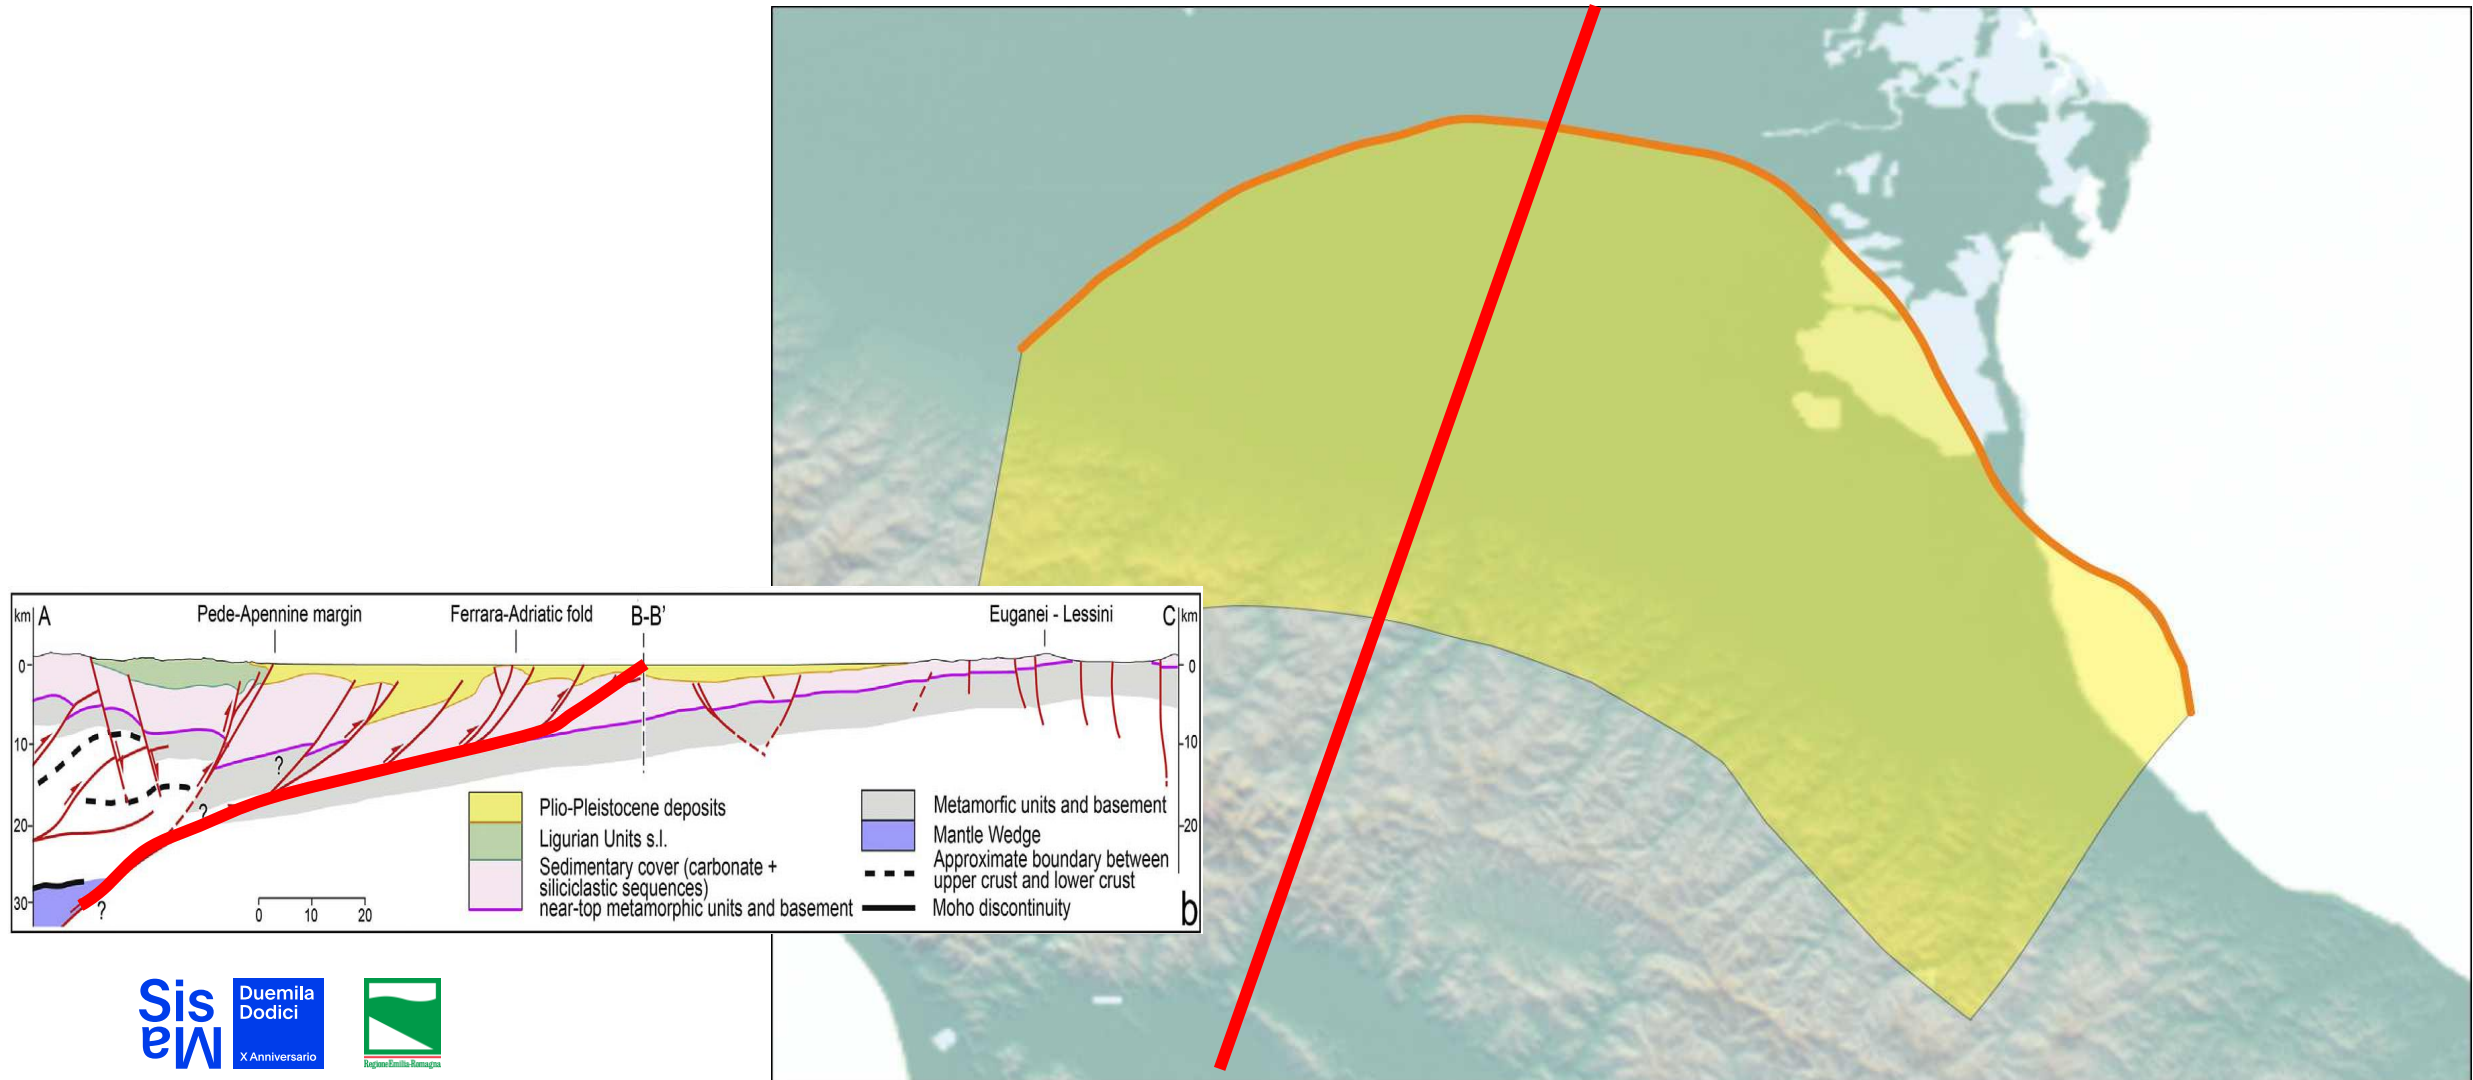 km A Pede-Apennine margin Ferrara-Adriatic fold B-B' Euganei - Lessini C km
0 0
10 ? 10
20 ? 20
30 ?
0 10 20
Plio-Pleistocene deposits
Ligurian Units s.l.
Sedimentary cover (carbonate +
siliciclastic sequences)
near-top metamorphic units and basement
Metamorfic units and basement
Mantle Wedge
Approximate boundary between
upper crust and lower crust
Moho discontinuity
b
Sis
Ma
Duemila
Dodici
X Anniversario
RegioneEmilia-Romagna